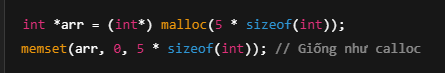 int *arr = (int*) malloc(5 * sizeof(int));
memset(arr, 0, 5 * sizeof(int)); // Giống như calloc